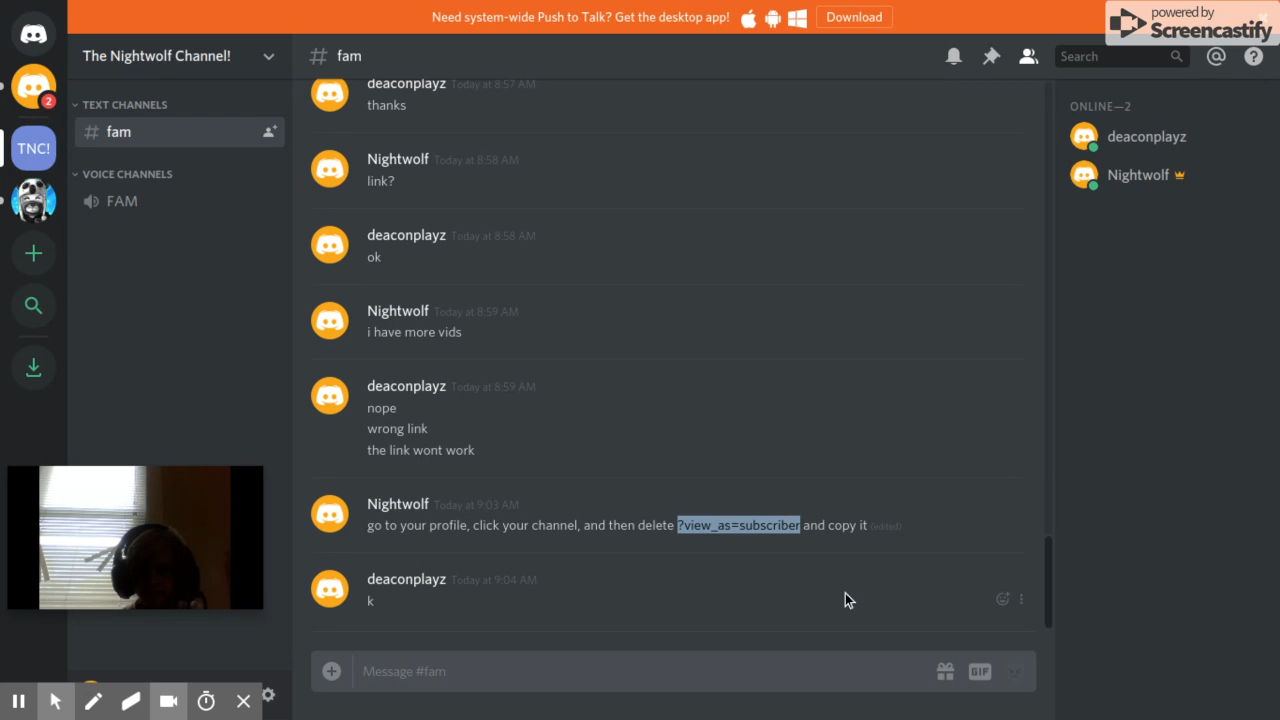 Need system-wide Push to Talk? Get the desktop app!
Download
powered by
Screencastify
The Nightwolf Channel!
# fam
Search
2
TNC!
TEXT CHANNELS
# fam
VOICE CHANNELS
FAM
deaconplayz Today at 8:57 AM
thanks
Nightwolf Today at 8:58 AM
link?
deaconplayz Today at 8:58 AM
ok
Nightwolf Today at 8:59 AM
i have more vids
deaconplayz Today at 8:59 AM
nope
wrong link
the link wont work
Nightwolf Today at 9:03 AM
go to your profile, click your channel, and then delete ?view_as=subscriber and copy it (edited)
deaconplayz Today at 9:04 AM
k
Message #fam
GIF
ONLINE—2
deaconplayz
Nightwolf